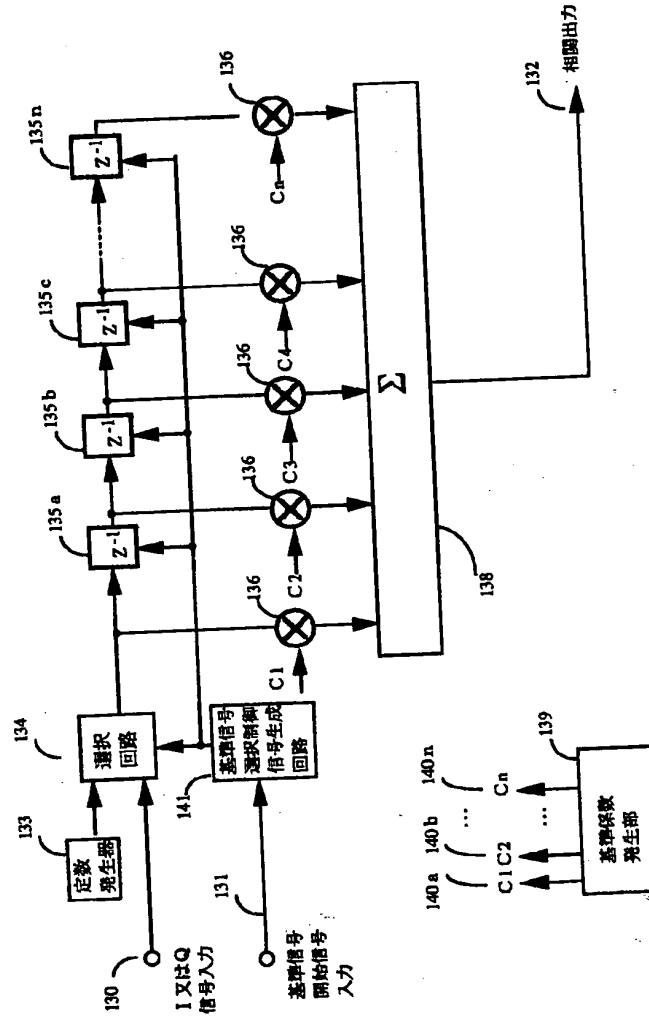 133
定数
発生器
134
選択
回路
130
I又はQ
信号入力
131
基準信号
開始信号
入力
141
基準信号
選択制御
信号生成
回路
135a
Z-1
135b
Z-1
135c
Z-1
135n
Z-1
136
136
136
136
136
C1
C2
C3
C4
Cn
Σ
138
132
相関出力
140a
140b
...
140n
C1
C2
...
Cn
139
基準係数
発生部